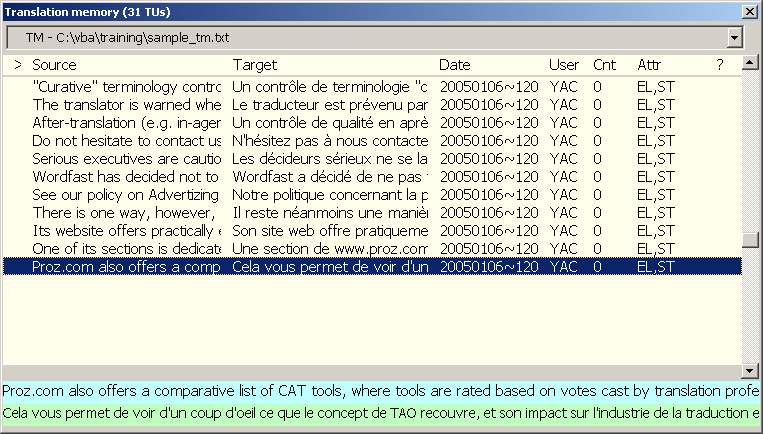 Translation memory (31 TUs)
TM - C:\vba\training\sample_tm.txt
> Source Target Date User Cnt Attr ?
"Curative" terminology contro Un contrôle de terminologie "c 20050106~120 YAC 0 EL,ST
The translator is warned whe Le traducteur est prévenu par 20050106~120 YAC 0 EL,ST
After-translation (e.g. in-ager Un contrôle de qualité en aprè 20050106~120 YAC 0 EL,ST
Do not hesitate to contact us N'hésitez pas à nous contacte 20050106~120 YAC 0 EL,ST
Serious executives are cautio Les décideurs sérieux ne se la 20050106~120 YAC 0 EL,ST
Wordfast has decided not to Wordfast a décidé de ne pas 20050106~120 YAC 0 EL,ST
See our policy on Advertizing Notre politique concernant la p 20050106~120 YAC 0 EL,ST
There is one way, however, Il reste néanmoins une manièr 20050106~120 YAC 0 EL,ST
Its website offers practically e Son site web offre pratiqueme 20050106~120 YAC 0 EL,ST
One of its sections is dedicate Une section de www.proz.com 20050106~120 YAC 0 EL,ST
Proz.com also offers a comp Cela vous permet de voir d'un 20050106~120 YAC 0 EL,ST
Proz.com also offers a comparative list of CAT tools, where tools are rated based on votes cast by translation profe
Cela vous permet de voir d'un coup d'oeil ce que le concept de TAO recouvre, et son impact sur l'industrie de la traduction e